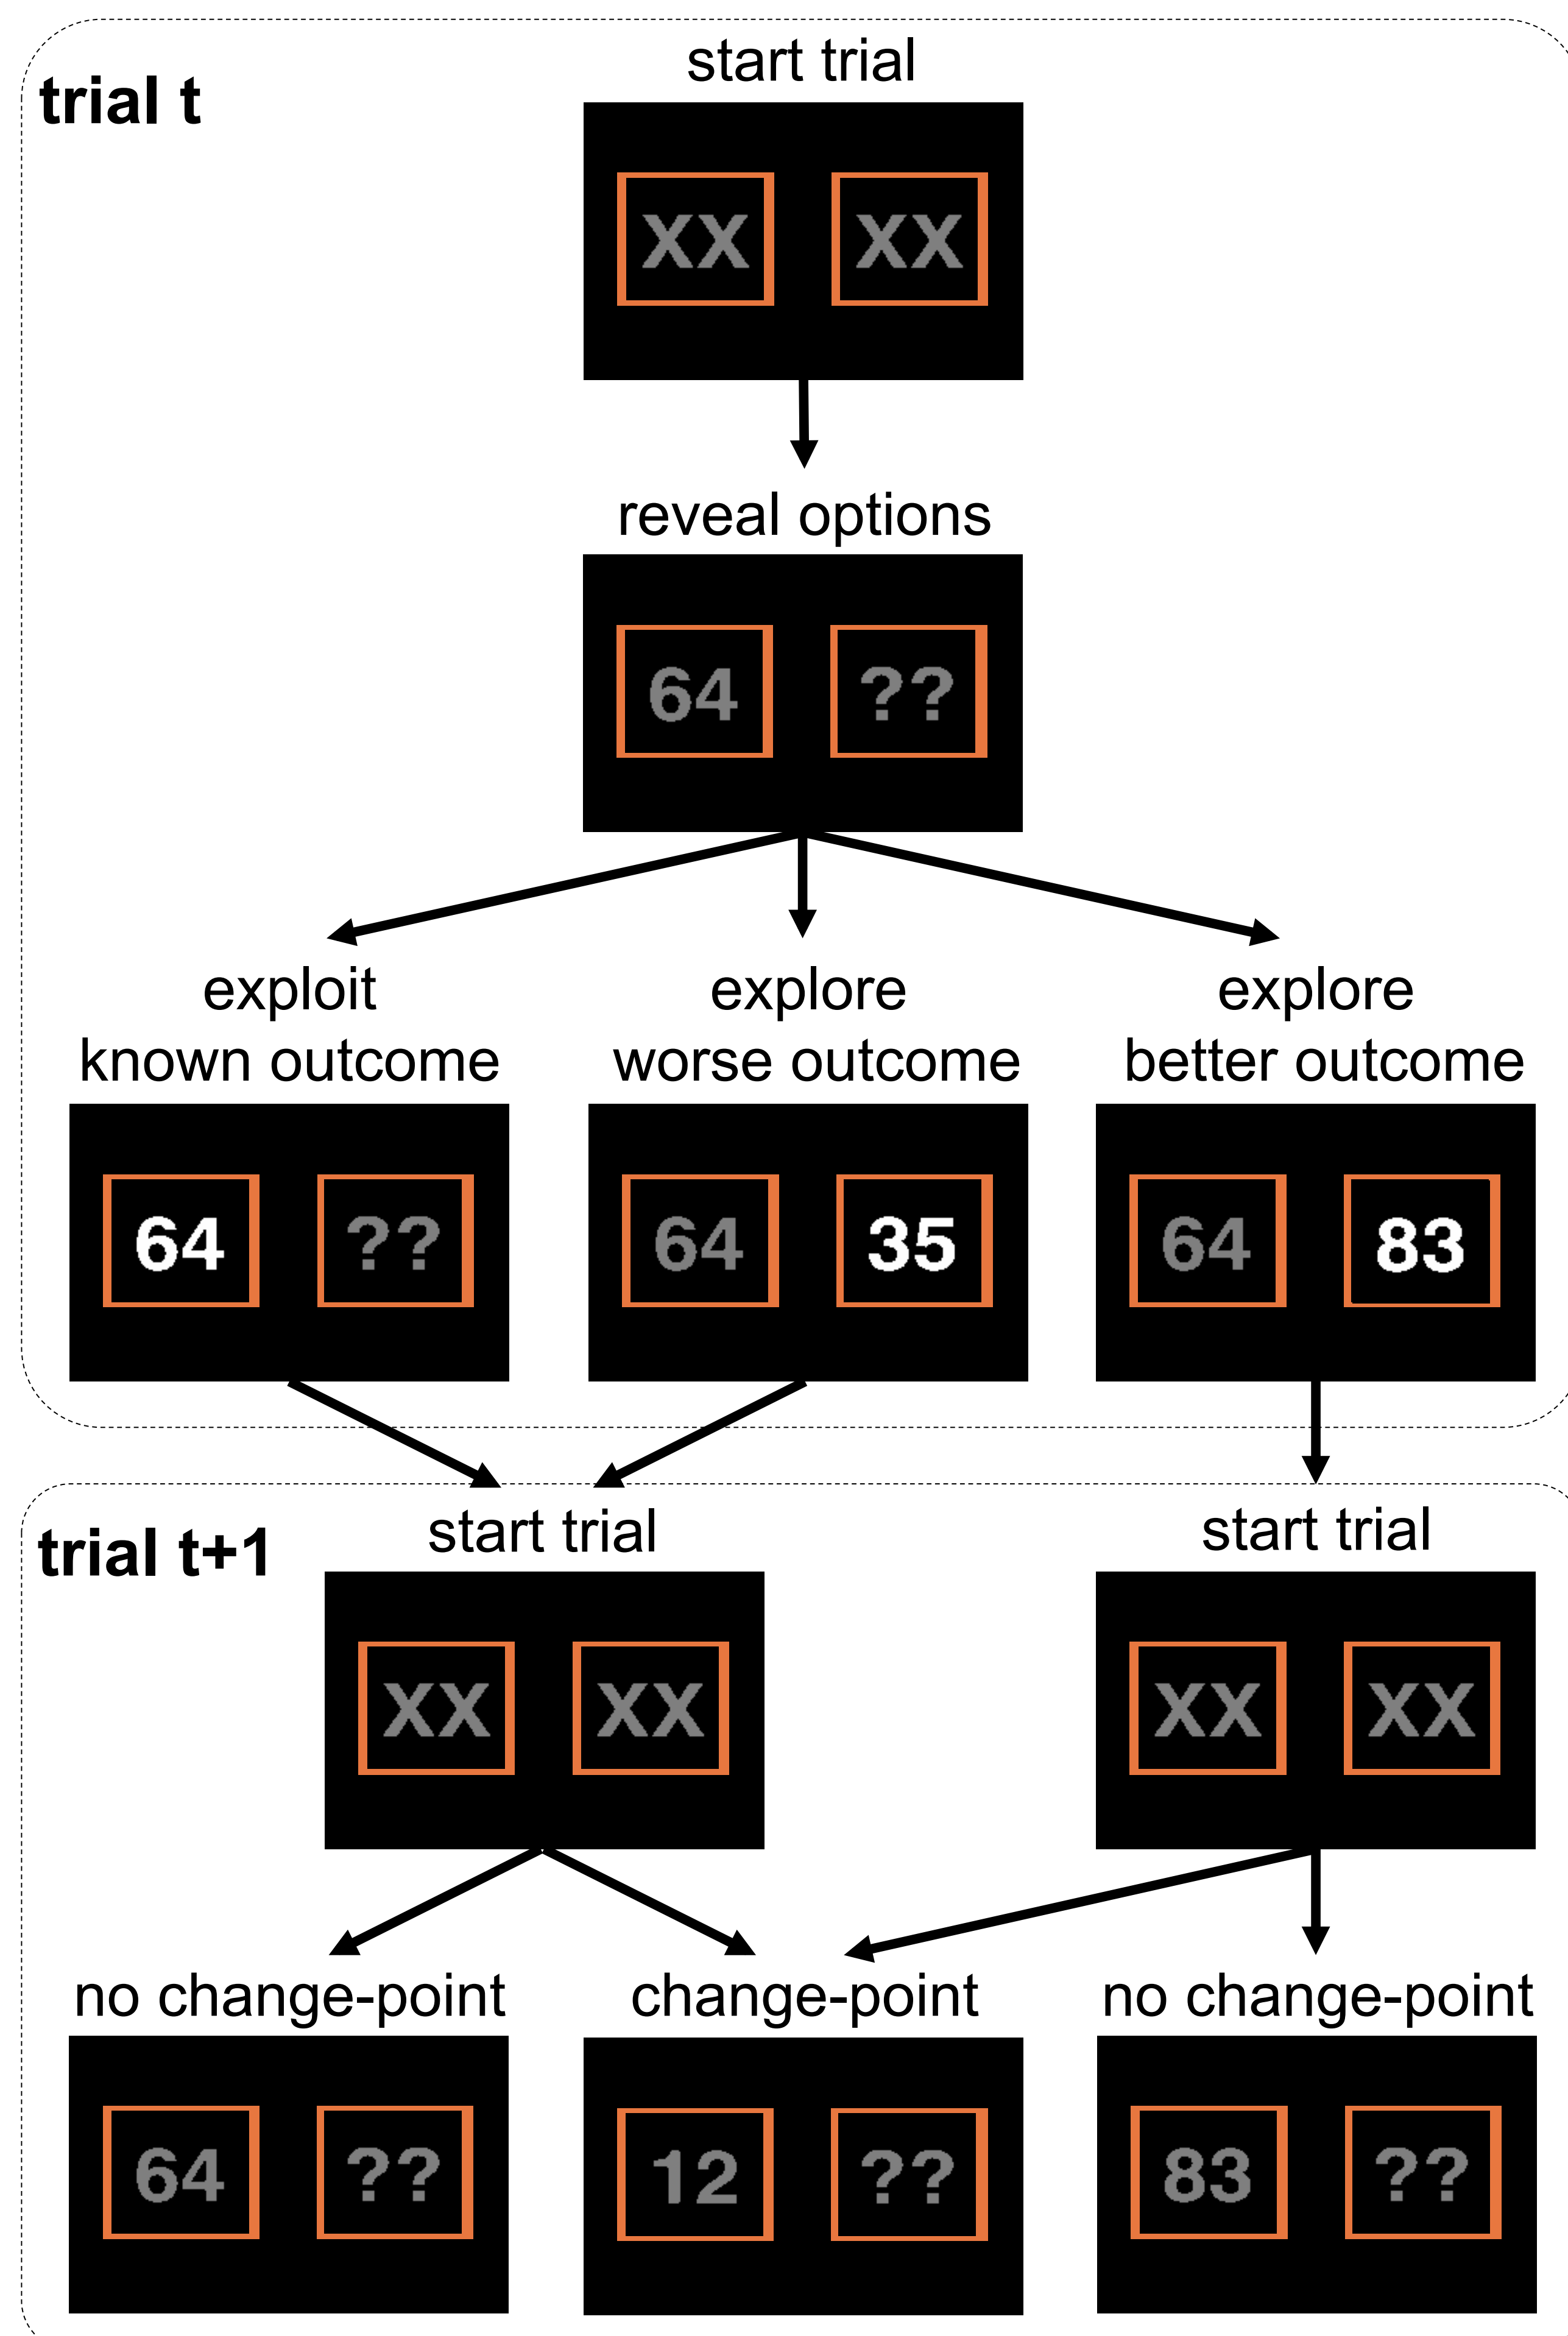 trial t
start trial
XX XX
reveal options
64 ??
exploit
known outcome
explore
worse outcome
explore
better outcome
64 ??
64 35
64 83
trial t+1
start trial
start trial
XX XX
XX XX
no change-point
change-point
no change-point
64 ??
12 ??
83 ??